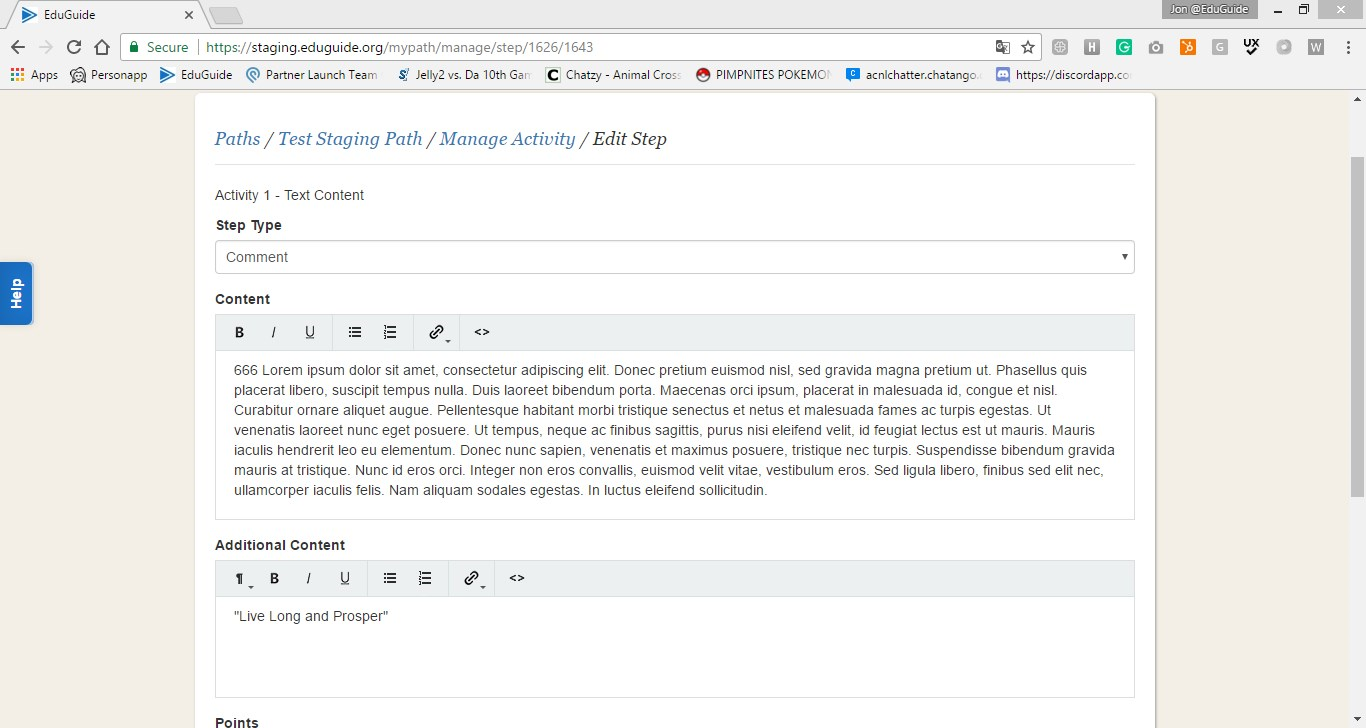 EduGuide
Jon @EduGuide
Secure https://staging.eduguide.org/mypath/manage/step/1626/1643
Apps Personapp EduGuide Partner Launch Team Jelly2 vs. Da 10th Gam Chatzy - Animal Cross PIMPNITES POKEMON acnlchatter.chatango. https://discordapp.co
Paths / Test Staging Path / Manage Activity / Edit Step
Activity 1 - Text Content
Step Type
Comment
Help
Content
B I U <>
666 Lorem ipsum dolor sit amet, consectetur adipiscing elit. Donec pretium euismod nisl, sed gravida magna pretium ut. Phasellus quis
placerat libero, suscipit tempus nulla. Duis laoreet bibendum porta. Maecenas orci ipsum, placerat in malesuada id, congue et nisl.
Curabitur ornare aliquet augue. Pellentesque habitant morbi tristique senectus et netus et malesuada fames ac turpis egestas. Ut
venenatis laoreet nunc eget posuere. Ut tempus, neque ac finibus sagittis, purus nisi eleifend velit, id feugiat lectus est ut mauris. Mauris
iaculis hendrerit leo eu elementum. Donec nunc sapien, venenatis et maximus posuere, tristique nec turpis. Suspendisse bibendum gravida
mauris at tristique. Nunc id eros orci. Integer non eros convallis, euismod velit vitae, vestibulum eros. Sed ligula libero, finibus sed elit nec,
ullamcorper iaculis felis. Nam aliquam sodales egestas. In luctus eleifend sollicitudin.
Additional Content
¶ B I U <>
"Live Long and Prosper"
Points